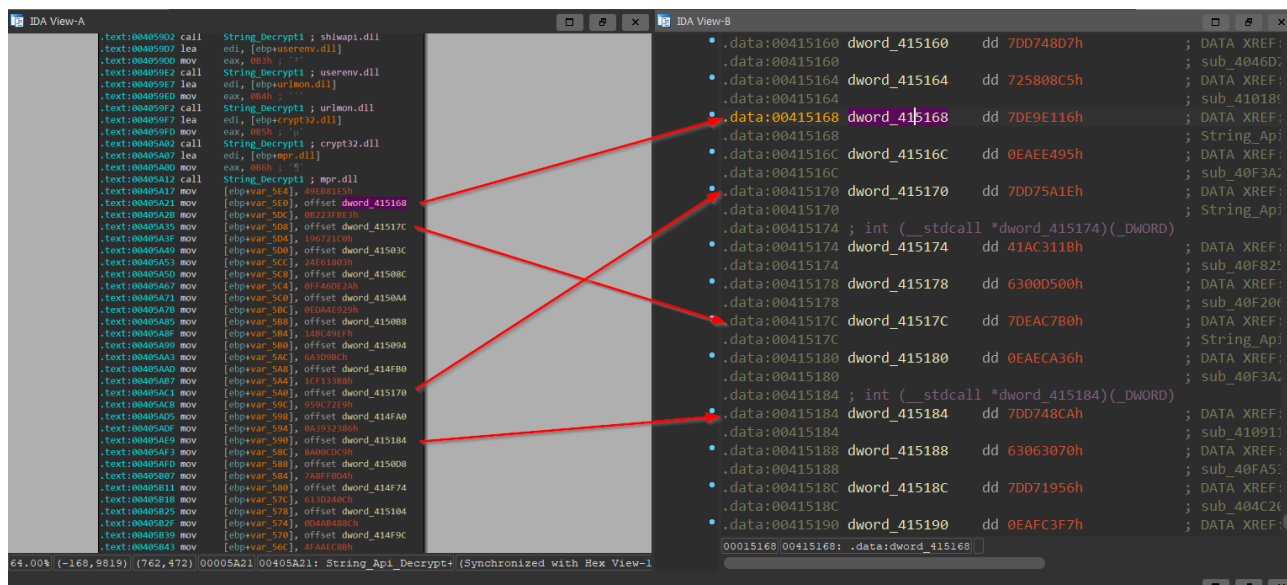 IDA View-A
.text:004059D2 call String_Decrypt1 ; shlwapi.dll
.text:004059D7 lea edi, [ebp+userenv.dll]
.text:004059DD mov eax, 0B3h ; '³'
.text:004059E2 call String_Decrypt1 ; userenv.dll
.text:004059E7 lea edi, [ebp+urlmon.dll]
.text:004059ED mov eax, 0B4h ; '´'
.text:004059F2 call String_Decrypt1 ; urlmon.dll
.text:004059F7 lea edi, [ebp+crypt32.dll]
.text:004059FD mov eax, 0B5h ; 'µ'
.text:00405A02 call String_Decrypt1 ; crypt32.dll
.text:00405A07 lea edi, [ebp+mpr.dll]
.text:00405A0D mov eax, 0B6h ; '¶'
.text:00405A12 call String_Decrypt1 ; mpr.dll
.text:00405A17 mov [ebp+var_5E4], 49EB81E5h
.text:00405A21 mov [ebp+var_5E0], offset dword_415168
.text:00405A2B mov [ebp+var_5DC], 0B223FBE3h
.text:00405A35 mov [ebp+var_5D8], offset dword_41517C
.text:00405A3F mov [ebp+var_5D4], 196721C0h
.text:00405A49 mov [ebp+var_5D0], offset dword_41503C
.text:00405A53 mov [ebp+var_5CC], 24E61803h
.text:00405A5D mov [ebp+var_5C8], offset dword_41508C
.text:00405A67 mov [ebp+var_5C4], 0FF46DE2Ah
.text:00405A71 mov [ebp+var_5C0], offset dword_4150A4
.text:00405A7B mov [ebp+var_5BC], 0EDA4E929h
.text:00405A85 mov [ebp+var_5B8], offset dword_4150B8
.text:00405A8F mov [ebp+var_5B4], 14BC49EFh
.text:00405A99 mov [ebp+var_5B0], offset dword_415094
.text:00405AA3 mov [ebp+var_5AC], 6A3D9BCh
.text:00405AAD mov [ebp+var_5A8], offset dword_414FB0
.text:00405AB7 mov [ebp+var_5A4], 1CF13388h
.text:00405AC1 mov [ebp+var_5A0], offset dword_415170
.text:00405ACB mov [ebp+var_59C], 959C72E9h
.text:00405AD5 mov [ebp+var_598], offset dword_414FA0
.text:00405ADF mov [ebp+var_594], 0A3932386h
.text:00405AE9 mov [ebp+var_590], offset dword_415184
.text:00405AF3 mov [ebp+var_58C], 8A00CDC9h
.text:00405AFD mov [ebp+var_588], offset dword_4150D8
.text:00405B07 mov [ebp+var_584], 7A8FF0D4h
.text:00405B11 mov [ebp+var_580], offset dword_414F74
.text:00405B1B mov [ebp+var_57C], 613D240Ch
.text:00405B25 mov [ebp+var_578], offset dword_415104
.text:00405B2F mov [ebp+var_574], 0D4AB488Ch
.text:00405B39 mov [ebp+var_570], offset dword_414F9C
.text:00405B43 mov [ebp+var_56C], 4FAAEC8Bh
64.00% (-168,9819) (762,472) 00005A21 00405A21: String_Api_Decrypt+ (Synchronized with Hex View-1
IDA View-B
.data:00415160 dword_415160 dd 7DD748D7h ; DATA XREF:
.data:00415160 ; sub_4046D7
.data:00415164 dword_415164 dd 725808C5h ; DATA XREF:
.data:00415164 ; sub_410189
.data:00415168 dword_415168 dd 7DE9E116h ; DATA XREF:
.data:00415168 ; String_Api
.data:0041516C dword_41516C dd 0EAEE495h ; DATA XREF:
.data:0041516C ; sub_40F3A2
.data:00415170 dword_415170 dd 7DD75A1Eh ; DATA XREF:
.data:00415170 ; String_Api
.data:00415174 ; int (__stdcall *dword_415174)(_DWORD)
.data:00415174 dword_415174 dd 41AC311Bh ; DATA XREF:
.data:00415174 ; sub_40F825
.data:00415178 dword_415178 dd 6300D500h ; DATA XREF:
.data:00415178 ; sub_40F206
.data:0041517C dword_41517C dd 7DEAC7B0h ; DATA XREF:
.data:0041517C ; String_Api
.data:00415180 dword_415180 dd 0EAECA36h ; DATA XREF:
.data:00415180 ; sub_40F3A2
.data:00415184 ; int (__stdcall *dword_415184)(_DWORD)
.data:00415184 dword_415184 dd 7DD748CAh ; DATA XREF:
.data:00415184 ; sub_410911
.data:00415188 dword_415188 dd 63063070h ; DATA XREF:
.data:00415188 ; sub_40FA53
.data:0041518C dword_41518C dd 7DD71956h ; DATA XREF:
.data:0041518C ; sub_404C20
.data:00415190 dword_415190 dd 0EAFC3F7h ; DATA XREF:
00015168 00415168: .data:dword_415168